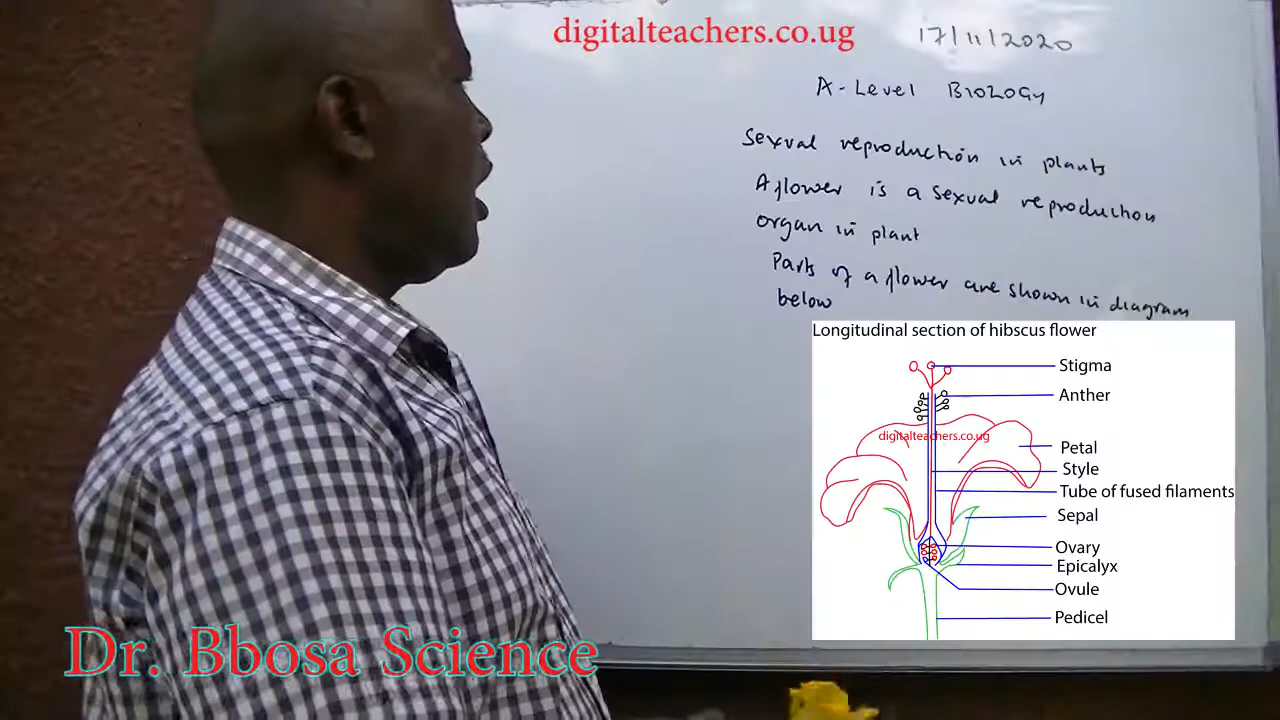 digitalteachers.co.ug
17/11/2020
A-Level BIOLOGY
Sexual reproduction in plants
A flower is a sexual reproduction
organ in plant
Parts of a flower are shown in diagram
below
Longitudinal section of hibscus flower
Stigma
Anther
digitalteachers.co.ug
Petal
Style
Tube of fused filaments
Sepal
Ovary
Epicalyx
Ovule
Pedicel
Dr. Bbosa Science